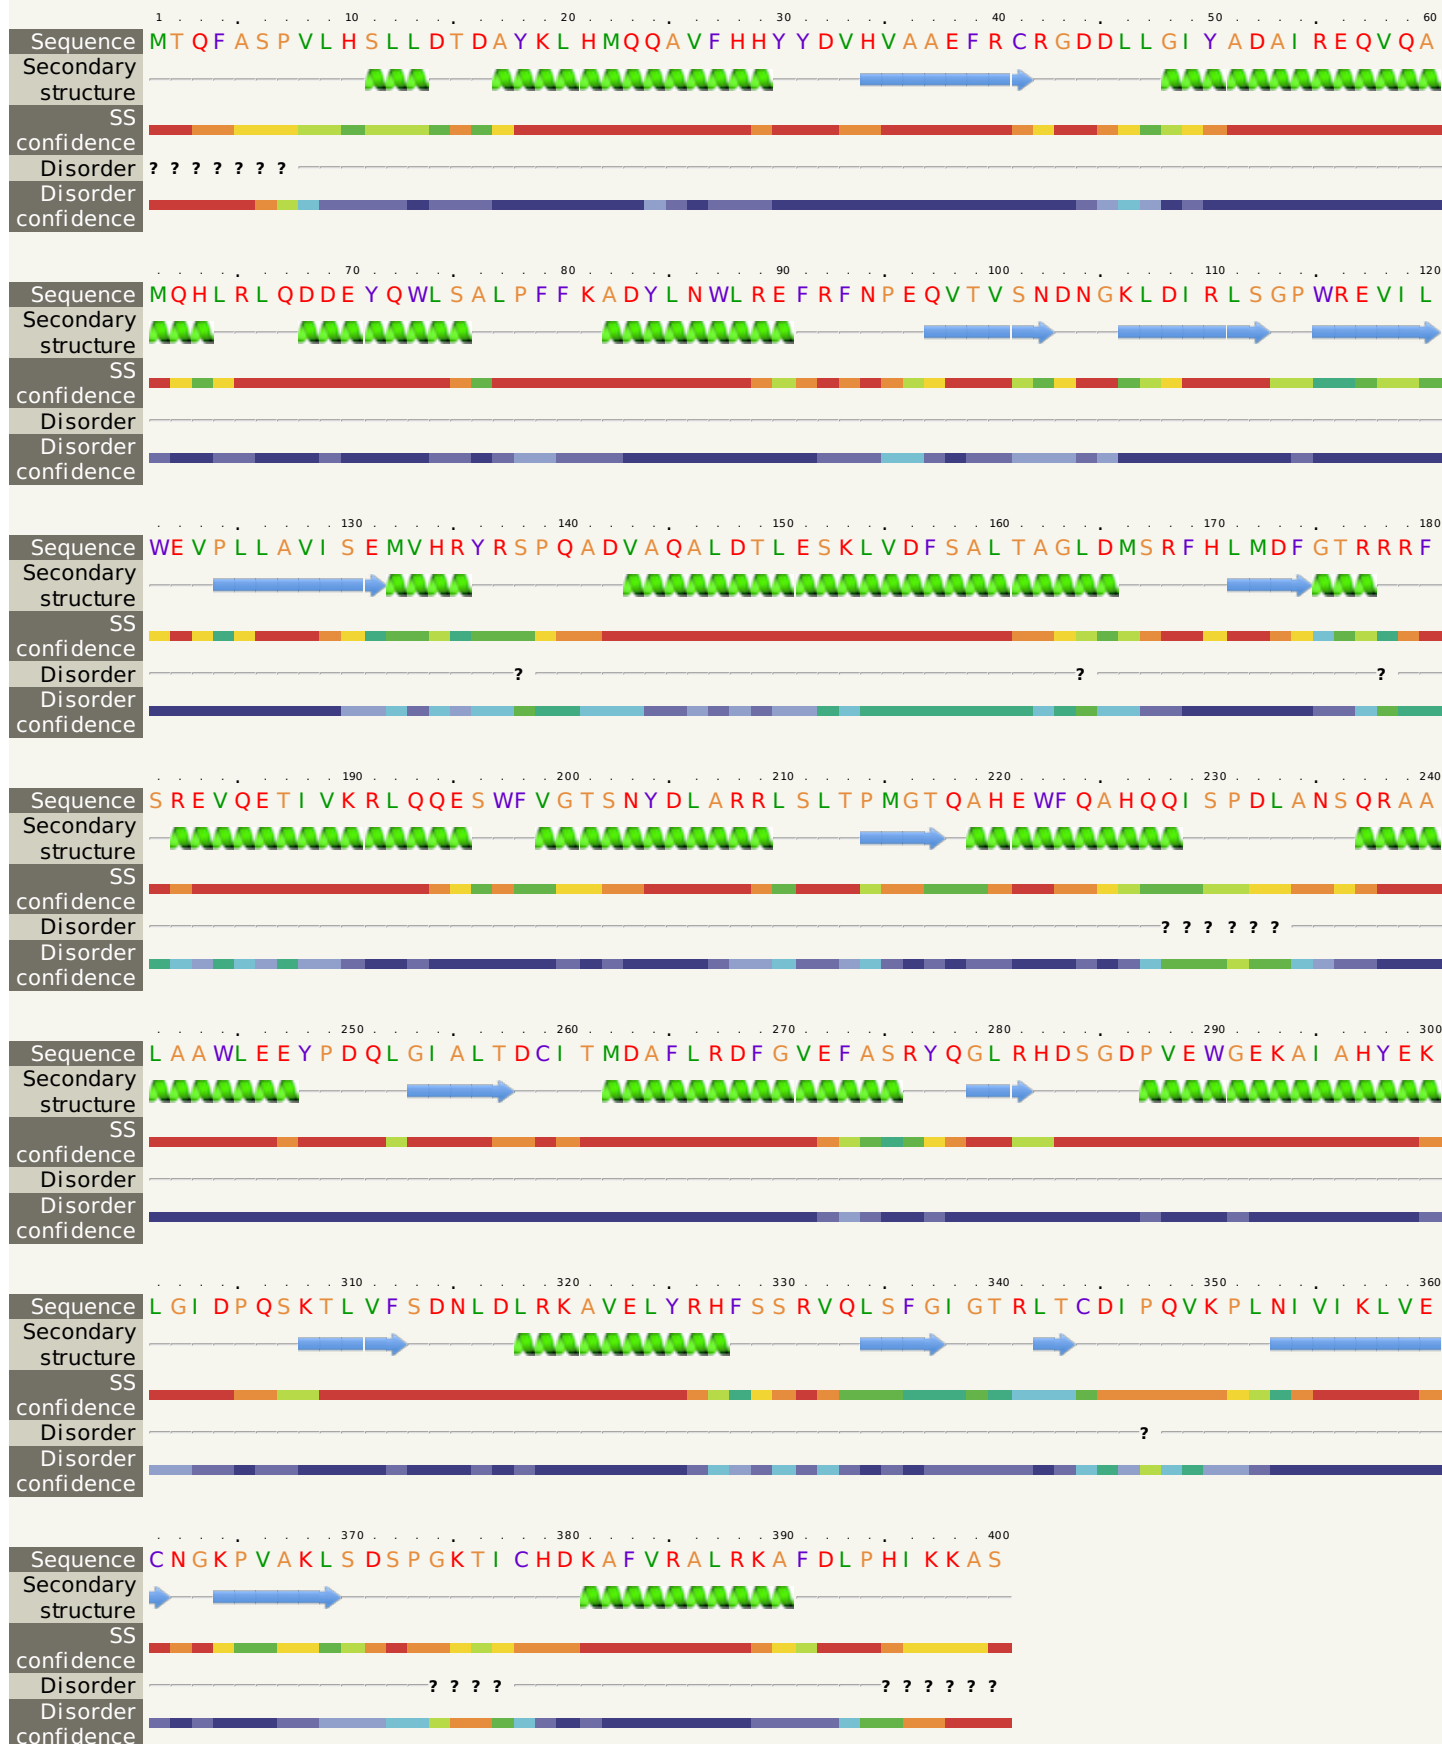 1 10 20 30 40 50 60
Sequence MTQFASPVLHSLLDTDAYKLHMQQAVFHHYYDVHVAAEFRCRGDDLLGIYADAIREQVQA
Secondary
structure
SS
confidence
Disorder ? ? ? ? ? ? ?
Disorder
confidence
70 80 90 100 110 120
Sequence MQHLRLQDDEYQWLSALPFFKADYLNWLREFRFNPEQVTVSNDNGKLDIRLSGPWREVIL
Secondary
structure
SS
confidence
Disorder
Disorder
confidence
130 140 150 160 170 180
Sequence WEVPLLAVISEMVHRYRSPQADVAQALDTLESKLVDFSALTAGLDMSRFHLMDFGTRRRF
Secondary
structure
SS
confidence
Disorder ? ? ?
Disorder
confidence
190 200 210 220 230 240
Sequence SREVQETIVKRLQQESWFVGTSNYDLARRLSLTPMGTQAHEWFQAHQQISPDLANSQRAA
Secondary
structure
SS
confidence
Disorder ? ? ? ? ? ?
Disorder
confidence
250 260 270 280 290 300
Sequence LAAWLEEYPDQLGIALTDCITMDAFLRDFGVEFASRYQGLRHDSGDPVEWGEKAIAHYEK
Secondary
structure
SS
confidence
Disorder
Disorder
confidence
310 320 330 340 350 360
Sequence LGIDPQSKTLVFSDNLDLRKAVELYRHFSSRVQLSFGIGTRLTCDIPQVKPLNIVIKLVE
Secondary
structure
SS
confidence
Disorder ?
Disorder
confidence
370 380 390 400
Sequence CNGKPVAKLSDSPGKTICHDKAFVRALRKAFDLPHIKKAS
Secondary
structure
SS
confidence
Disorder ? ? ? ? ? ? ? ? ? ?
Disorder
confidence